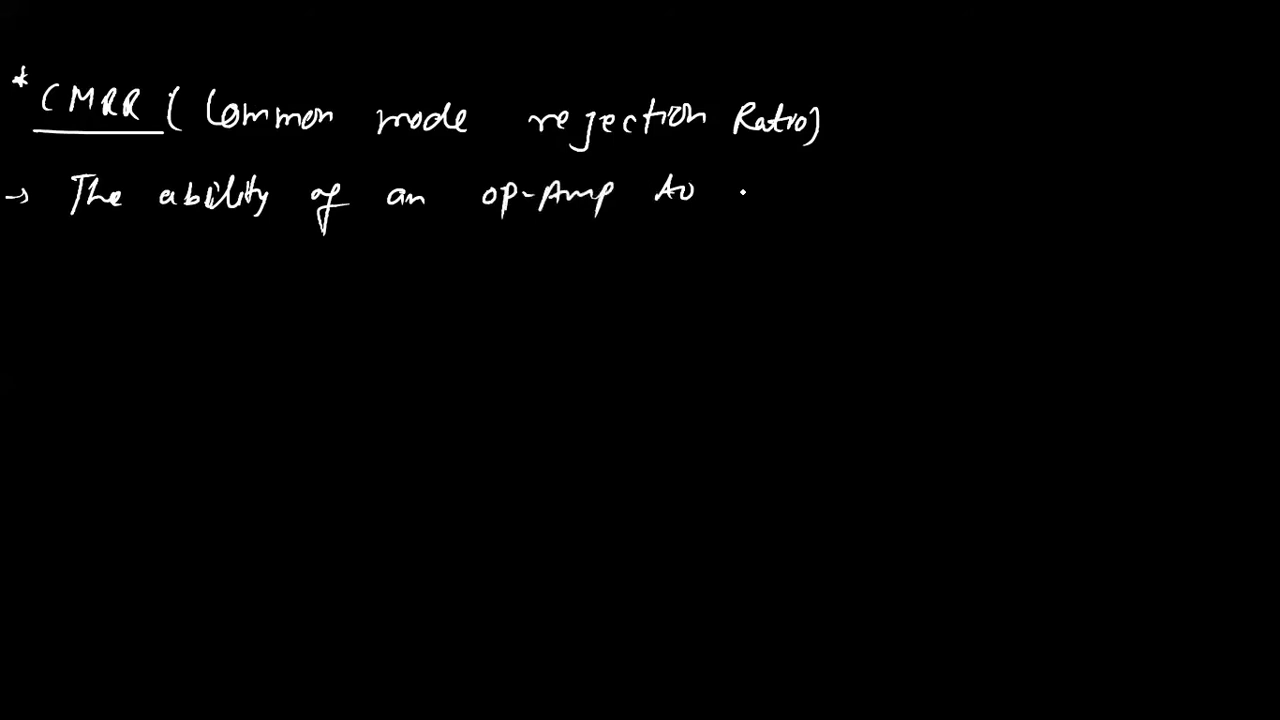 * CMRR (Common mode rejection Ratio)
→ The ability of an op-Amp to